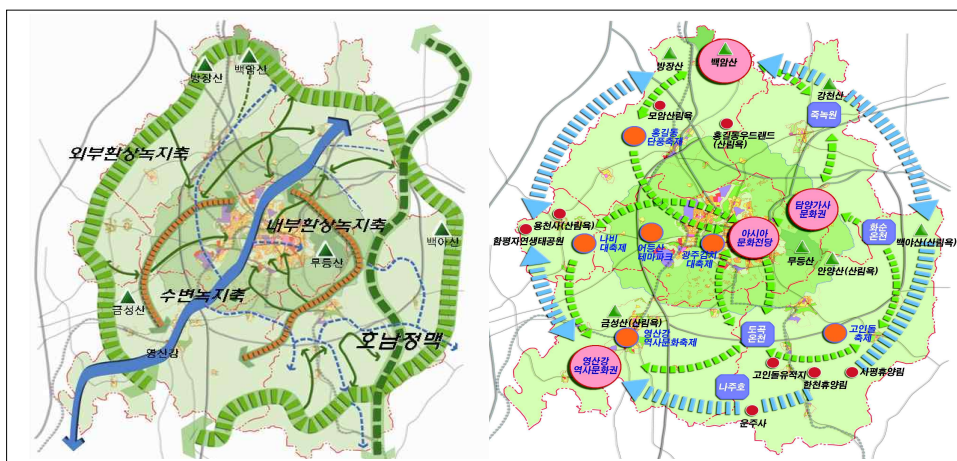 방장산
백암산
외부환상녹지축
내부환상녹지축
무등산
백아산
금성산
수변녹지축
영산강
호남정맥
방장산
백암산
강천산
죽녹원
모암산림욕
홍길동
단풍축제
홍길동우드랜드
(산림욕)
담양가사
문화권
용천사(산림욕)
함평자연생태공원
나비
대축제
어등산
테마파크
광주김치
대축제
아시아
문화전당
무등산
화순
온천
백아산(산림욕)
안양산(산림욕)
금성산(산림욕)
영산강
역사문화축제
도곡
온천
고인돌
축제
영산강
역사문화권
고인돌유적지
한천휴양림
사평휴양림
나주호
운주사